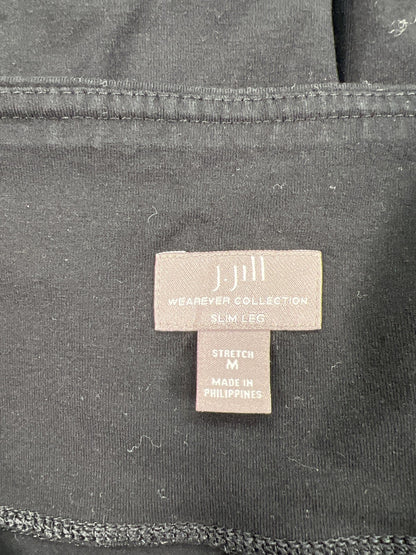 J.Jill
WEAREVER COLLECTION
SLIM LEG
STRETCH
M
MADE IN
PHILIPPINES